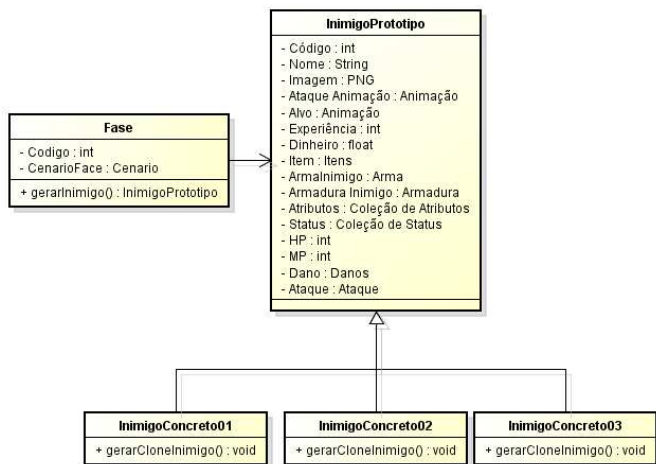 InimigoPrototipo
- Código : int
- Nome : String
- Imagem : PNG
- Ataque Animação : Animação
- Alvo : Animação
- Experiência : int
- Dinheiro : float
- Item : Itens
- ArmaInimigo : Arma
- Armadura Inimigo : Armadura
- Atributos : Coleção de Atributos
- Status : Coleção de Status
- HP : int
- MP : int
- Dano : Danos
- Ataque : Ataque
Fase
- Codigo : int
- CenarioFace : Cenario
+ gerarInimigo() : InimigoPrototipo
InimigoConcreto01
+ gerarCloneInimigo() : void
InimigoConcreto02
+ gerarCloneInimigo() : void
InimigoConcreto03
+ gerarCloneInimigo() : void